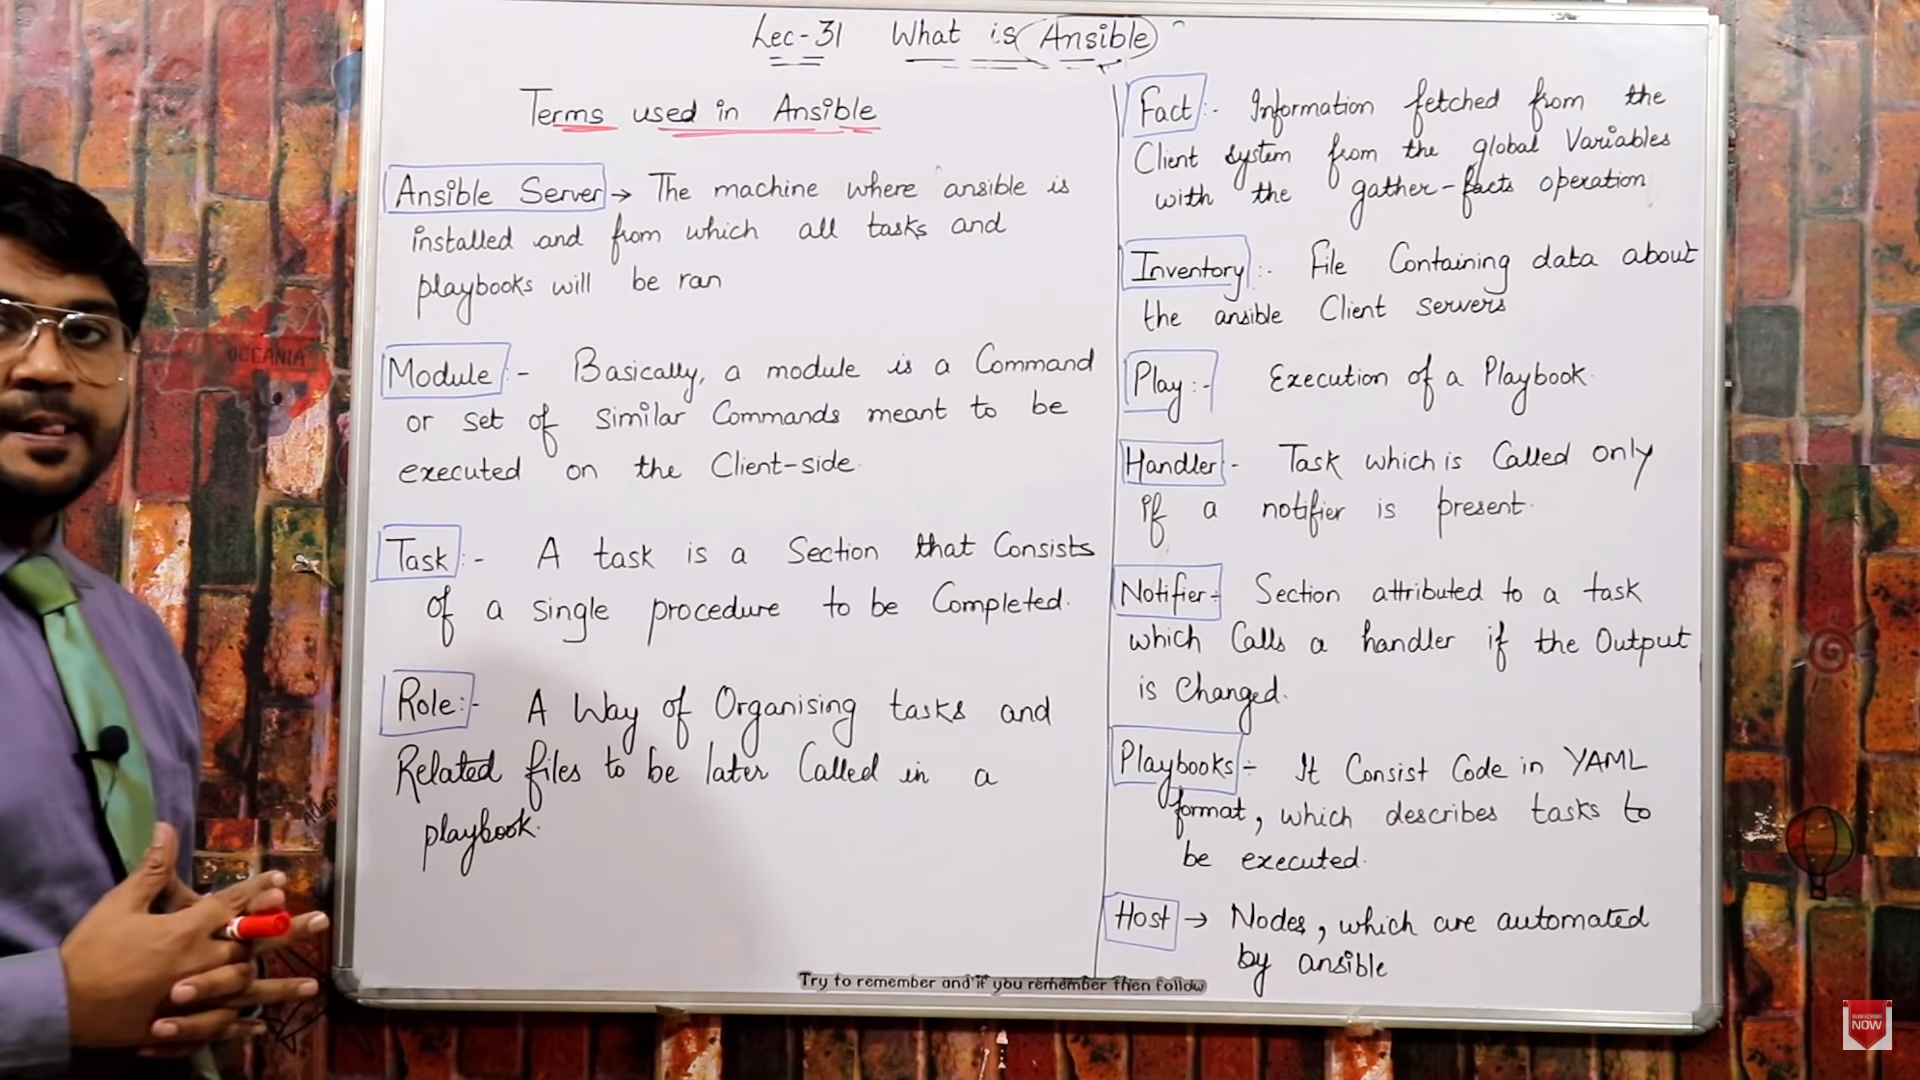 Lec-31 What is Ansible
Terms used in Ansible
Ansible Server → The machine where ansible is
installed and from which all tasks and
playbooks will be ran
Module :- Basically, a module is a Command
or set of similar Commands meant to be
executed on the Client-side.
Task :- A task is a Section that Consists
of a single procedure to be Completed.
Role:- A Way of Organising tasks and
Related files to be later Called in a
playbook.
Fact :- Information fetched from the
Client system from the global Variables
with the gather-facts operation
Inventory :- File Containing data about
the ansible Client servers
Play :- Execution of a Playbook.
Handler :- Task which is Called only
if a notifier is present.
Notifier :- Section attributed to a task
which Calls a handler if the Output
is Changed.
Playbooks :- It Consist Code in YAML
format, which describes tasks to
be executed.
Host → Nodes, which are automated
by ansible
Try to remember and if you remember then follow
OCEANIA
SUBSCRIBE
NOW